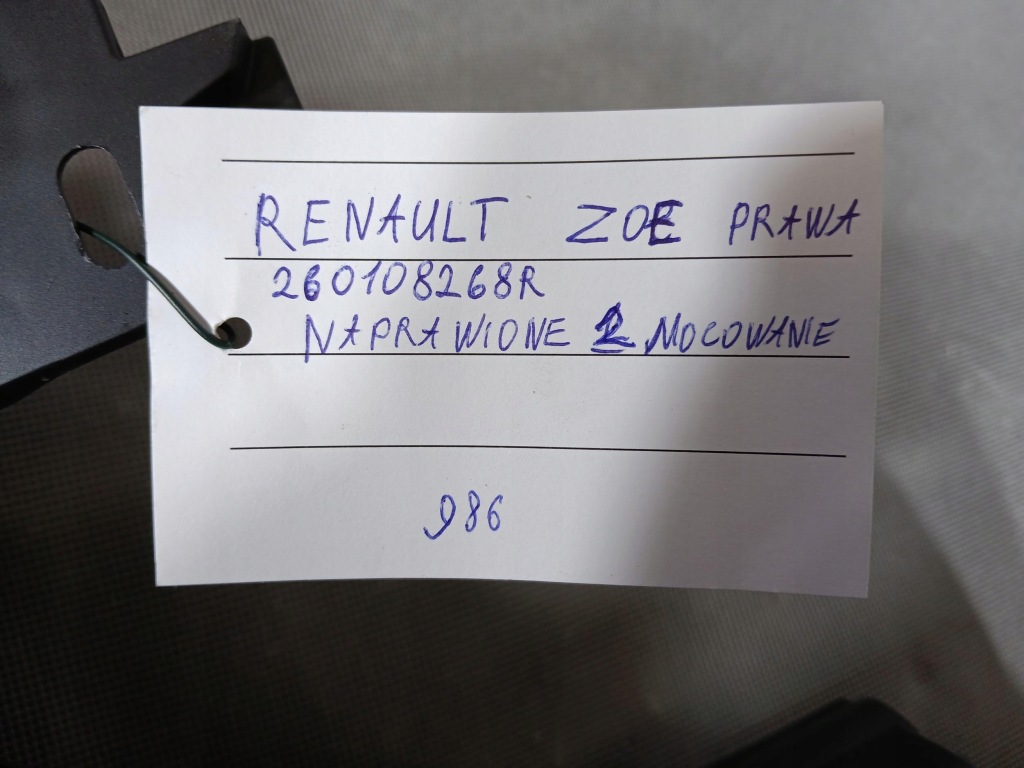 RENAULT ZOE PRAWA
260108268R
NAPRAWIONE 2 MOCOWANIE
986